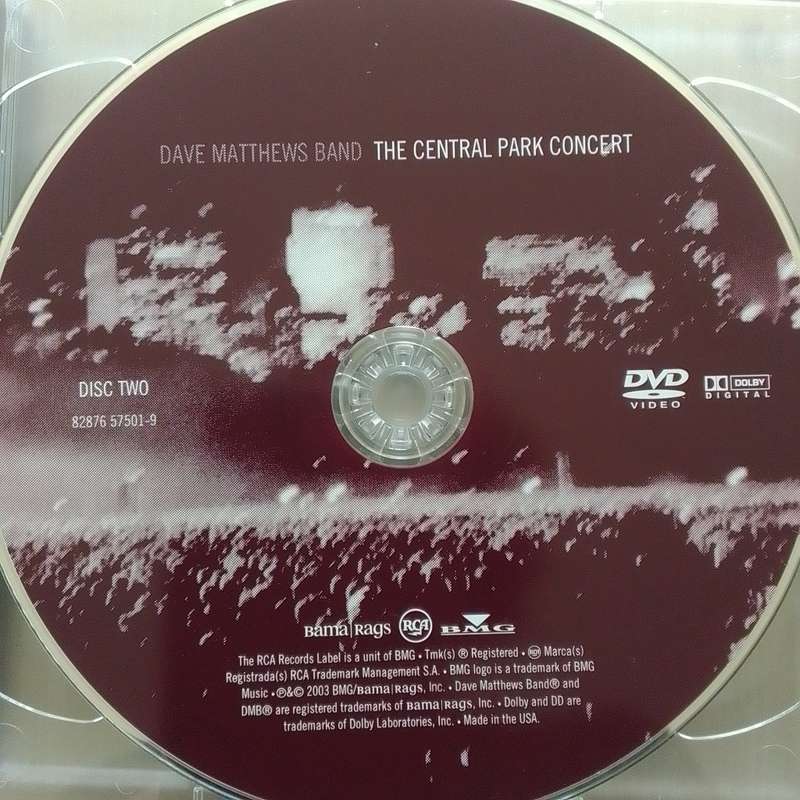 DAVE MATTHEWS BAND THE CENTRAL PARK CONCERT
DISC TWO
82876 57501-9
DVD
VIDEO
DOLBY
DIGITAL
Bama Rags RCA BMG
The RCA Records Label is a unit of BMG • Tmk(s) ® Registered • RCA Marca(s)
Registrada(s) RCA Trademark Management S.A. • BMG logo is a trademark of BMG
Music • ℗&© 2003 BMG/Bama Rags, Inc. • Dave Matthews Band® and
DMB® are registered trademarks of Bama Rags, Inc. • Dolby and DD are
trademarks of Dolby Laboratories, Inc. • Made in the USA.